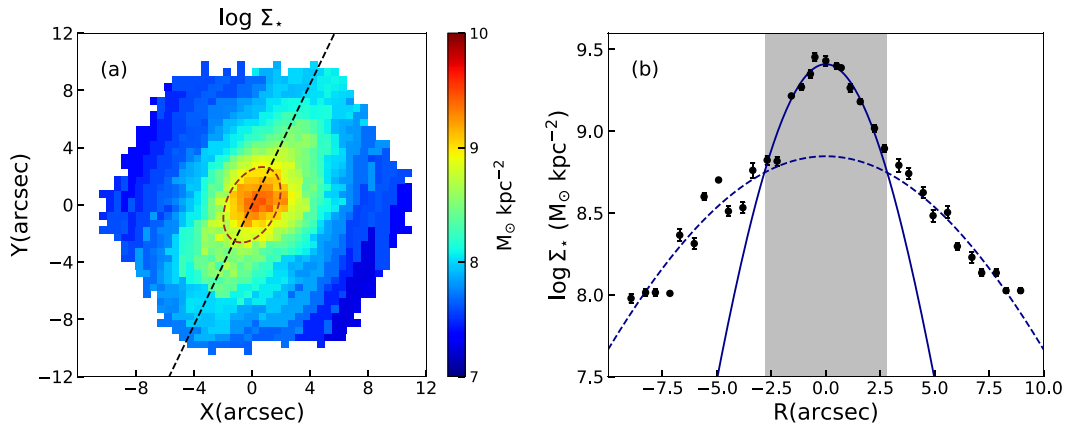 log Σ⋆
(a)
12
8
4
0
−4
−8
−12
Y(arcsec)
−8 −4 0 4 8 12
X(arcsec)
10
9
8
7
M⊙ kpc−2
(b)
9.5
9.0
8.5
8.0
7.5
log Σ⋆ (M⊙ kpc−2)
−7.5 −5.0 −2.5 0.0 2.5 5.0 7.5 10.0
R(arcsec)